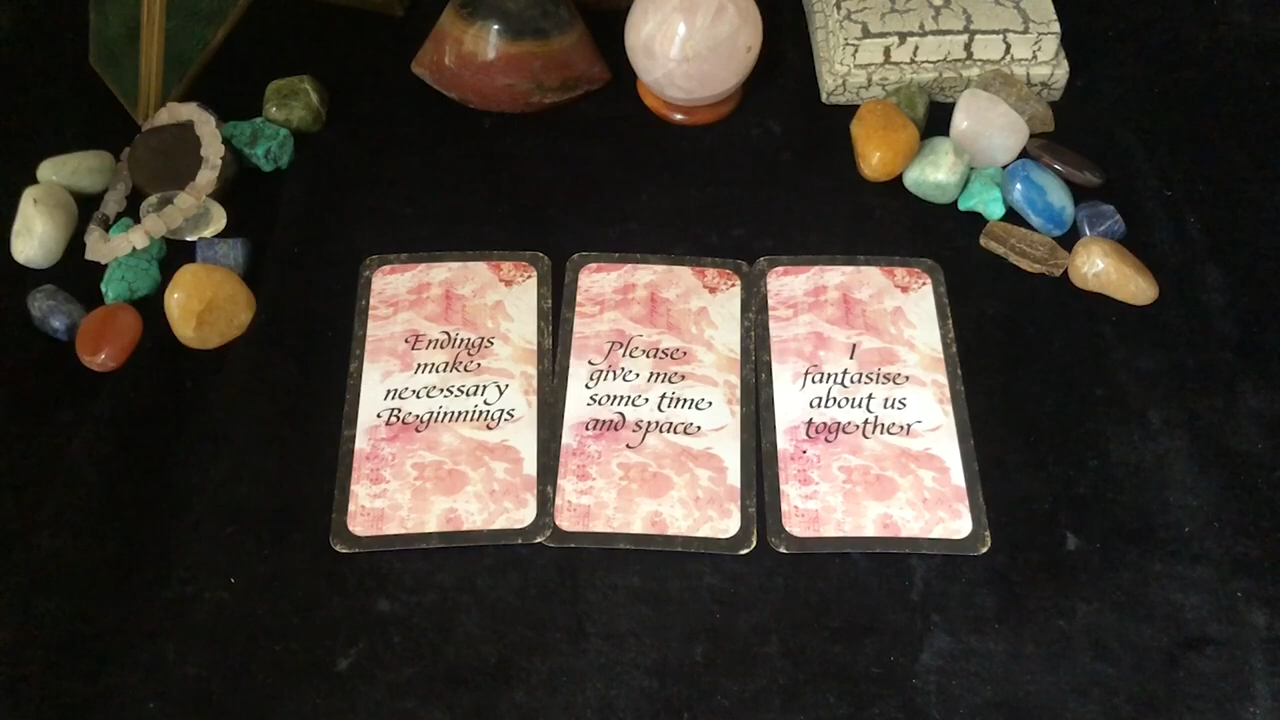 Endings
make
necessary
Beginnings
Please
give me
some time
and space
I
fantasise
about us
together